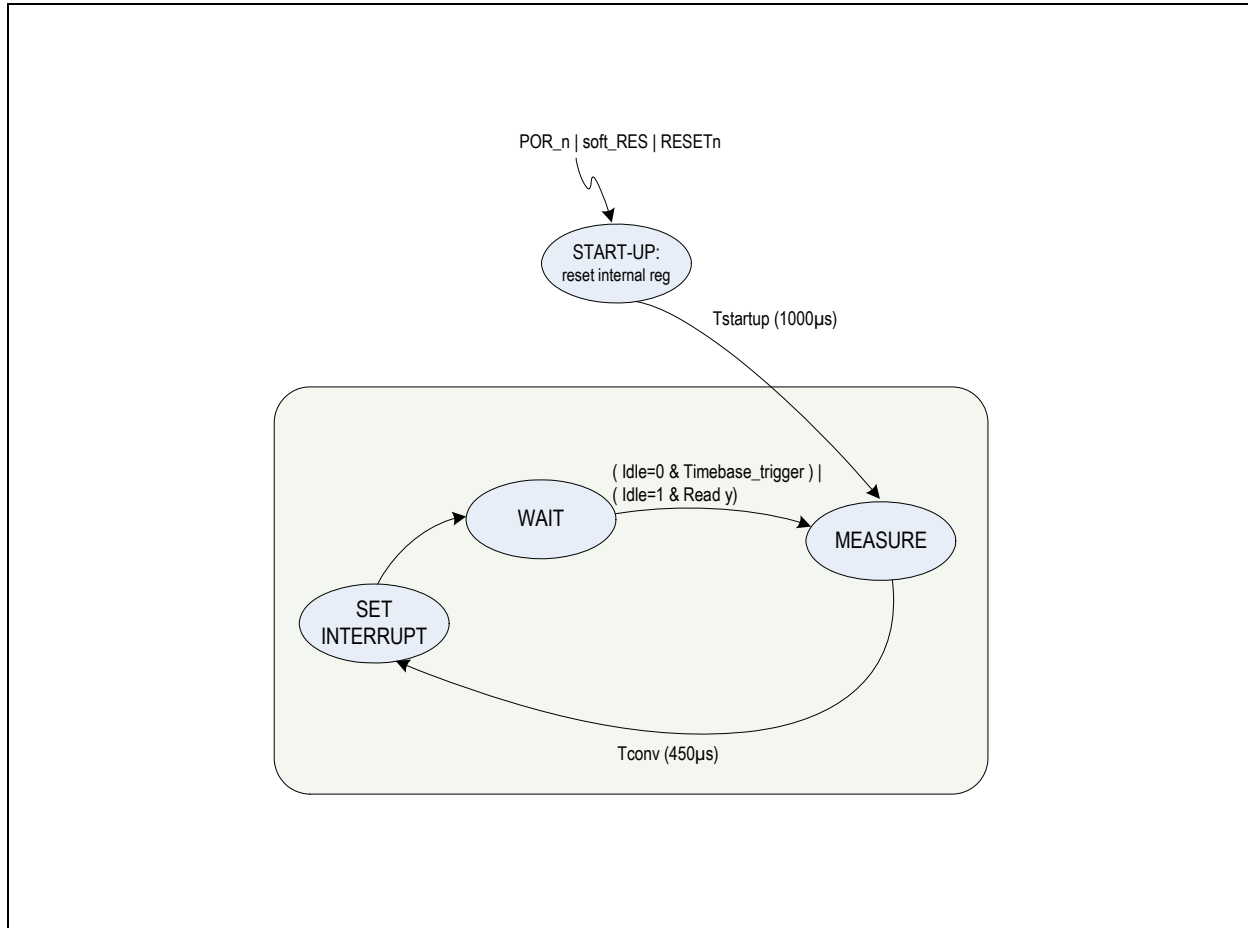 POR_n | soft_RES | RESETn
START-UP:
reset internal reg
Tstartup (1000µs)
( Idle=0 & Timebase_trigger ) |
( Idle=1 & Read y)
WAIT
MEASURE
SET
INTERRUPT
Tconv (450µs)